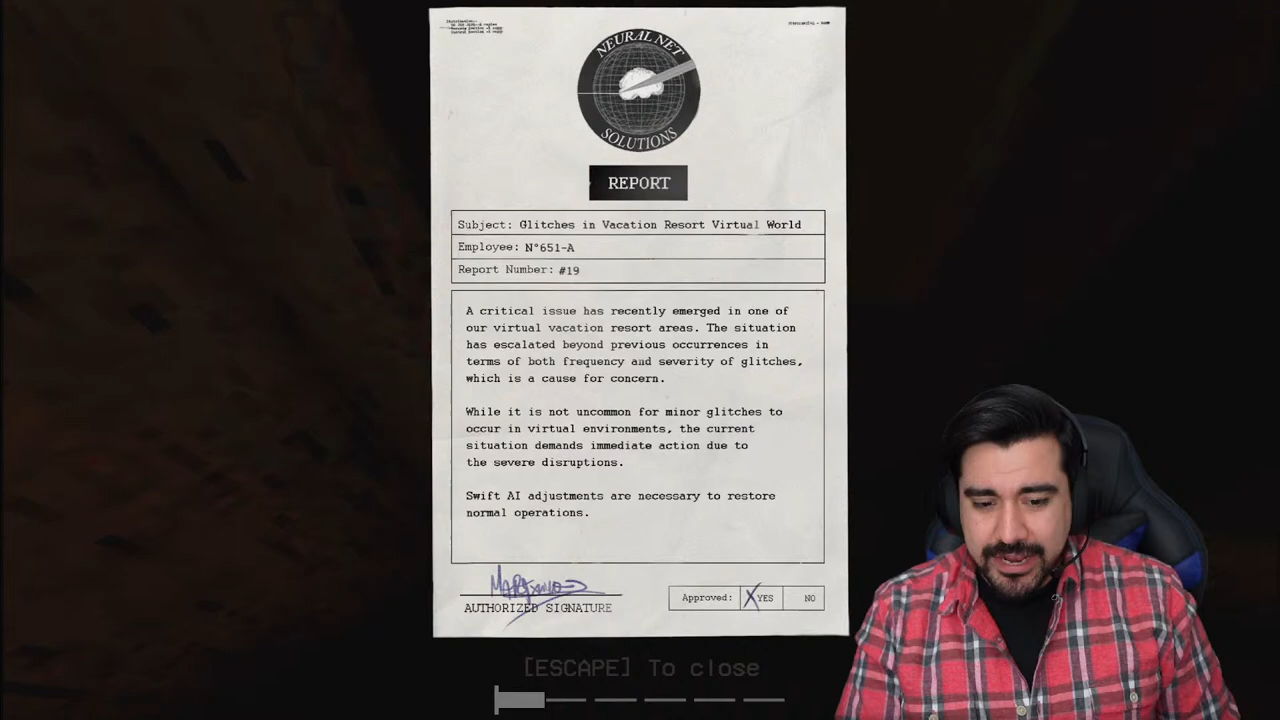 NEURAL NET
SOLUTIONS
REPORT
Subject: Glitches in Vacation Resort Virtual World
Employee: N°651-A
Report Number: #19
A critical issue has recently emerged in one of
our virtual vacation resort areas. The situation
has escalated beyond previous occurrences in
terms of both frequency and severity of glitches,
which is a cause for concern.
While it is not uncommon for minor glitches to
occur in virtual environments, the current
situation demands immediate action due to
the severe disruptions.
Swift AI adjustments are necessary to restore
normal operations.
AUTHORIZED SIGNATURE
Approved: X YES NO
[ESCAPE] To close